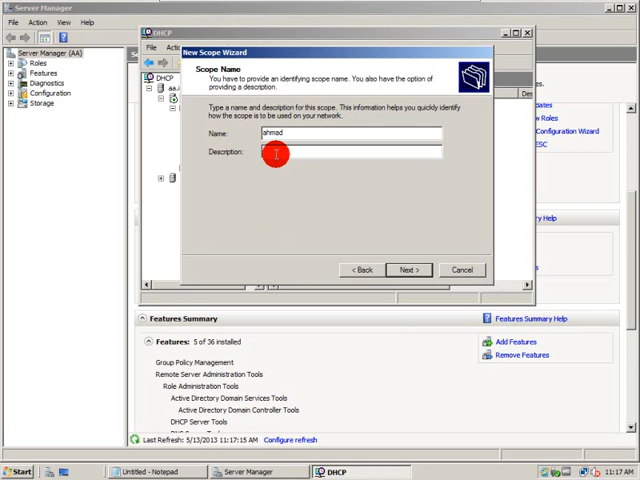 Server Manager
File Action View Help
Server Manager (AA)
Roles
Features
Diagnostics
Configuration
Storage
DHCP
File
DHCP
New Scope Wizard
Scope Name
You have to provide an identifying scope name. You also have the option of
providing a description.
Type a name and description for this scope. This information helps you quickly identify
how the scope is to be used on your network.
Name: ahmad
Description:
< Back Next > Cancel
Configuration Wizard
Features Summary
Features Summary Help
Features: 5 of 36 installed
Add Features
Remove Features
Group Policy Management
Remote Server Administration Tools
Role Administration Tools
Active Directory Domain Services Tools
Active Directory Domain Controller Tools
DHCP Server Tools
Last Refresh: 5/13/2013 11:17:15 AM Configure refresh
Start
Untitled - Notepad
Server Manager
DHCP
11:17 AM